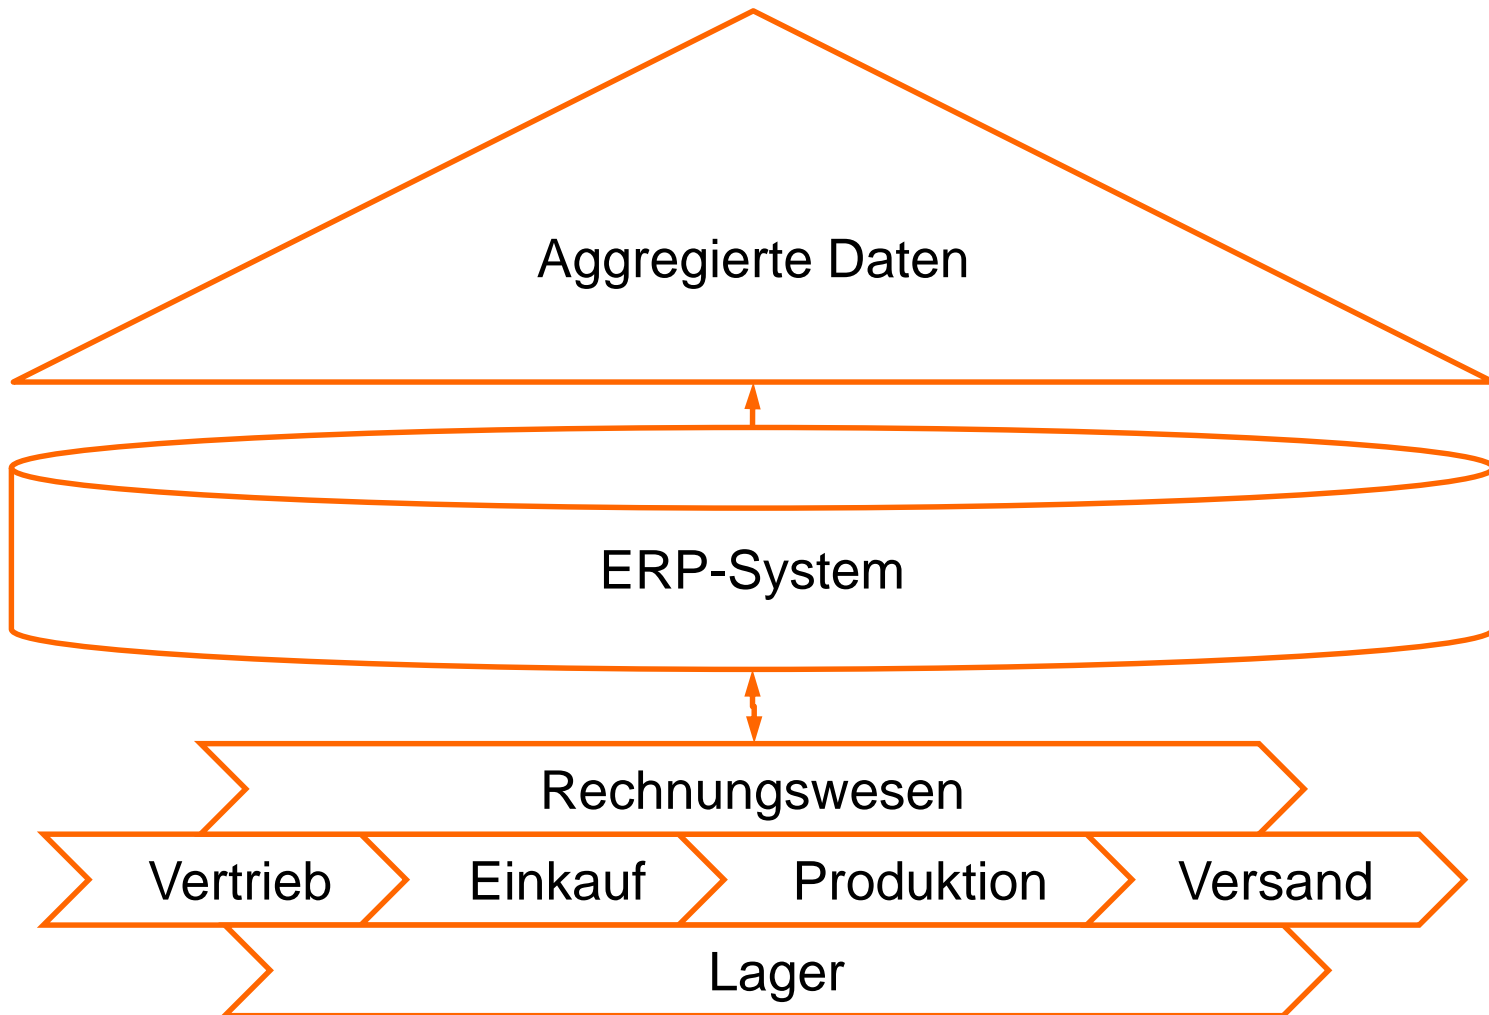 Aggregierte Daten
ERP-System
Rechnungswesen
Vertrieb Einkauf Produktion Versand
Lager